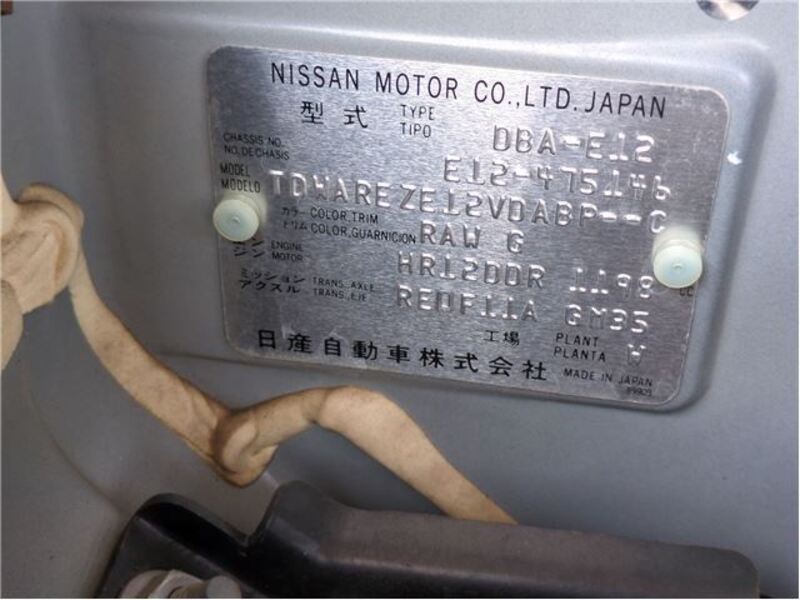 NISSAN MOTOR CO.,LTD. JAPAN
型式 TYPE TIPO DBA-E12
CHASSIS NO. NO. DE CHASIS E12-475146
MODEL MODELO TDWAREZE12VDABP--C
カラー COLOR, TRIM トリム COLOR, GUARNICION RAW G
ン ENGINE ジン MOTOR HR12DDR 1198 CC
ミッション TRANS., AXLE アクスル TRANS., EJE RE0F11A GM35
工場 PLANT PLANTA W
日産自動車株式会社 MADE IN JAPAN